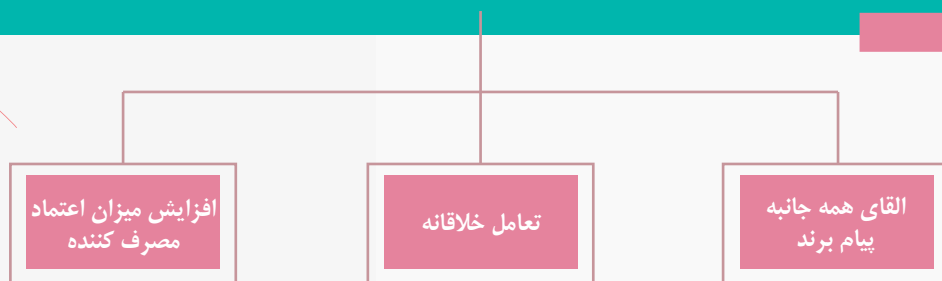 القای همه جانبه
پیام برند
تعامل خلاقانه
افزایش میزان اعتماد
مصرف کننده